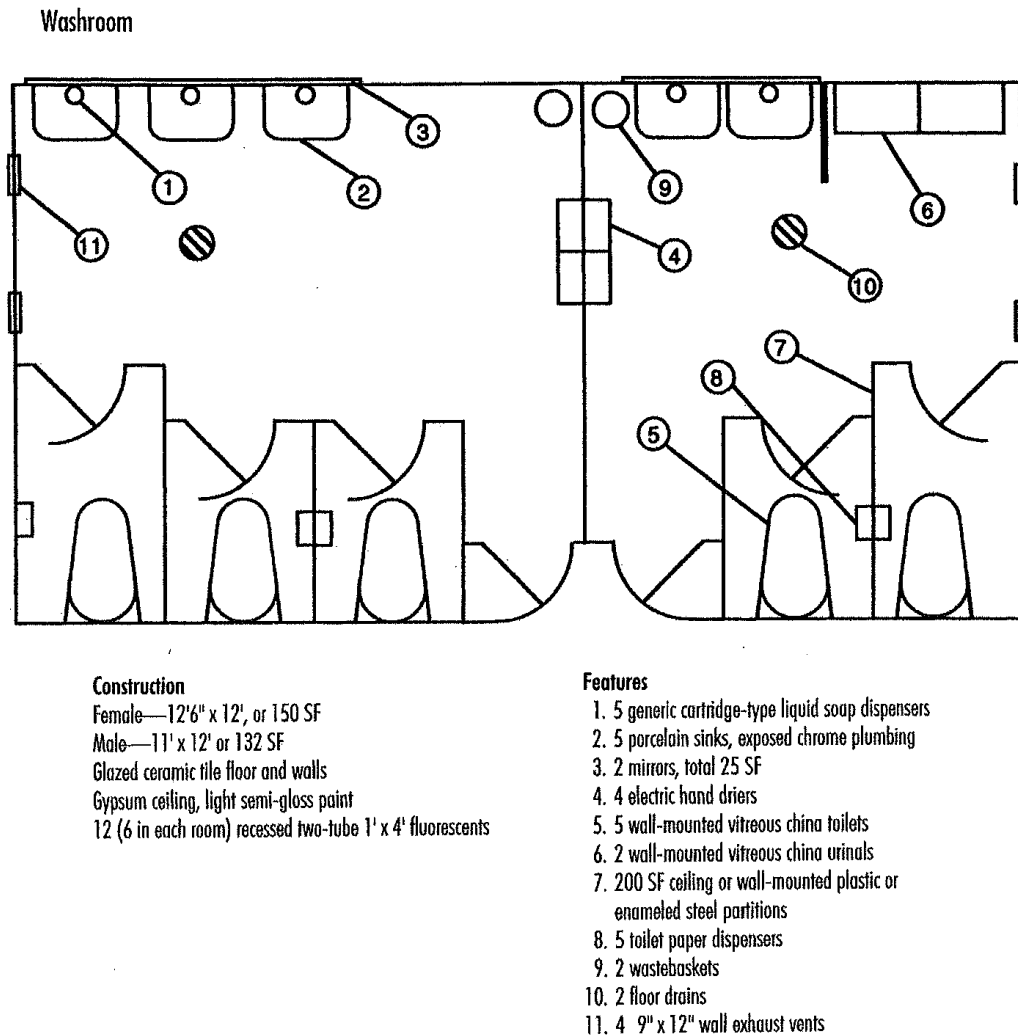 Washroom
3
1
2
9
6
11
4
10
7
8
5
Construction
Female—12'6" x 12', or 150 SF
Male—11' x 12' or 132 SF
Glazed ceramic tile floor and walls
Gypsum ceiling, light semi-gloss paint
12 (6 in each room) recessed two-tube 1' x 4' fluorescents
Features
1. 5 generic cartridge-type liquid soap dispensers
2. 5 porcelain sinks, exposed chrome plumbing
3. 2 mirrors, total 25 SF
4. 4 electric hand driers
5. 5 wall-mounted vitreous china toilets
6. 2 wall-mounted vitreous china urinals
7. 200 SF ceiling or wall-mounted plastic or
enameled steel partitions
8. 5 toilet paper dispensers
9. 2 wastebaskets
10. 2 floor drains
11. 4 9" x 12" wall exhaust vents